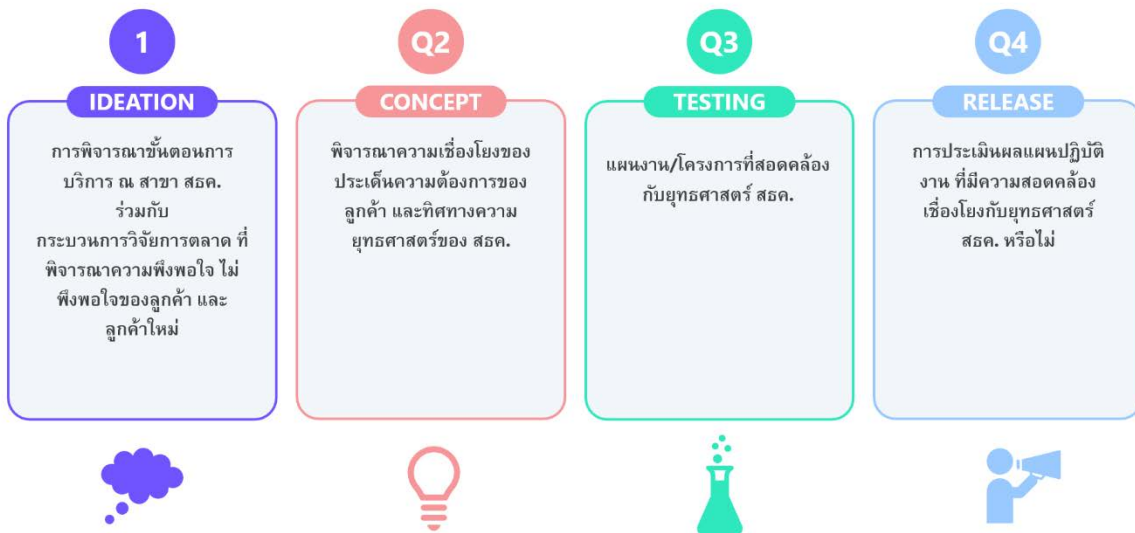 1
IDEATION
การพิจารณาขั้นตอนการ
บริการ ณ สาขา สธค.
ร่วมกับ
กระบวนการวิจัยการตลาด ที่
พิจารณาความพึงพอใจ ไม่
พึงพอใจของลูกค้า และ
ลูกค้าใหม่
Q2
CONCEPT
พิจารณาความเชื่องโยงของ
ประเด็นความต้องการของ
ลูกค้า และทิศทางความ
ยุทธศาสตร์ของ สธค.
Q3
TESTING
แผนงาน/โครงการที่สอดคล้อง
กับยุทธศาสตร์ สธค.
Q4
RELEASE
การประเมินผลแผนปฏิบัติ
งาน ที่มีความสอดคล้อง
เชื่องโยงกับยุทธศาสตร์
สธค. หรือไม่